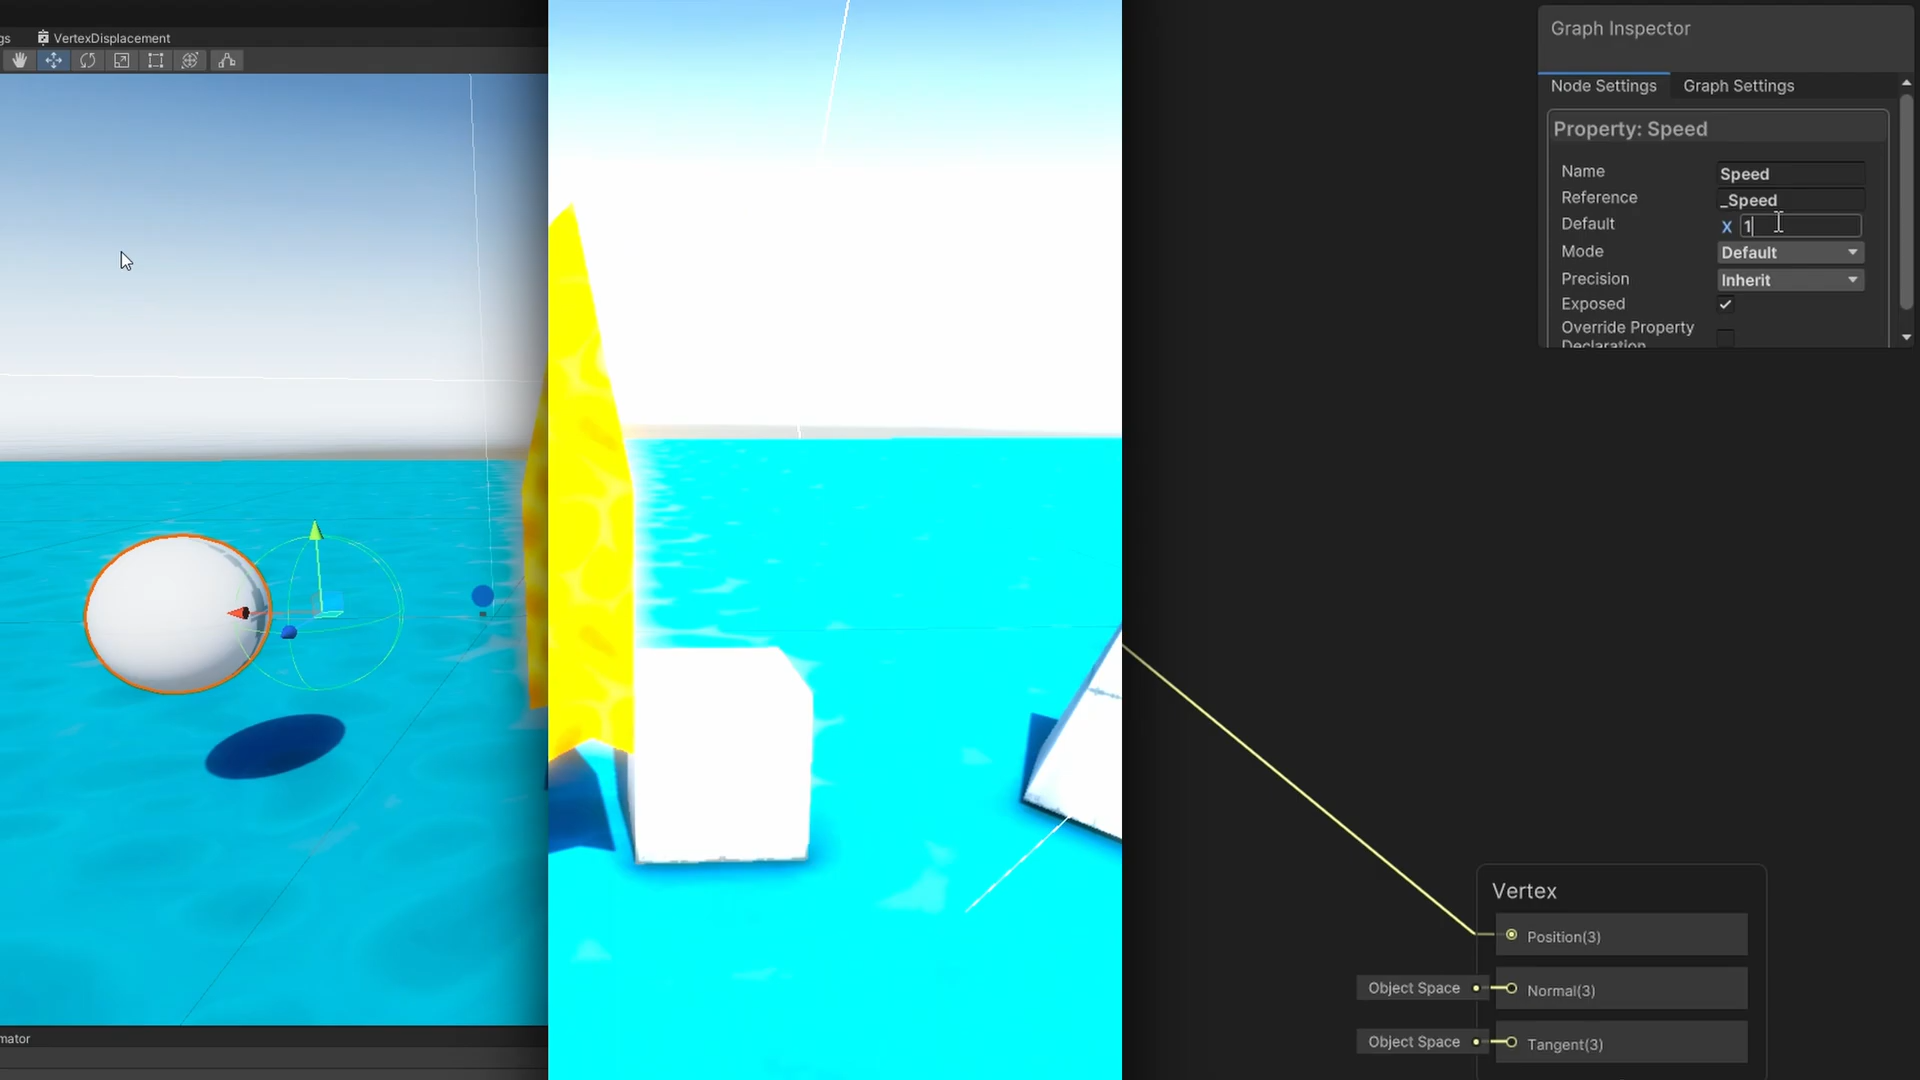 gs
VertexDisplacement
mator
Graph Inspector
Node Settings
Graph Settings
Property: Speed
Name
Speed
Reference
_Speed
Default
X
1
Mode
Default
Precision
Inherit
Exposed
Override Property
Declaration
Vertex
Position(3)
Object Space
Normal(3)
Object Space
Tangent(3)